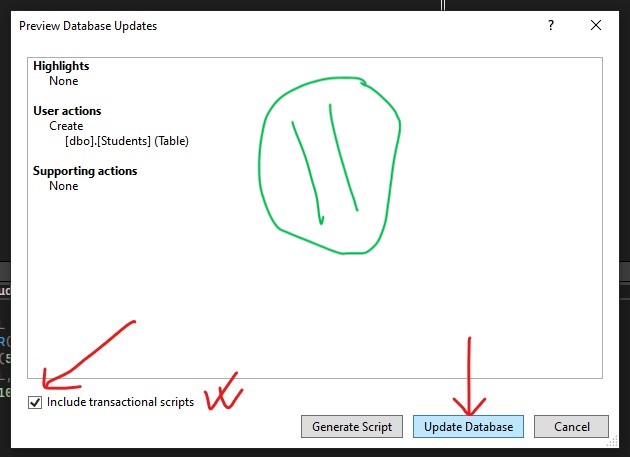 Preview Database Updates
?
Highlights
None
User actions
Create
[dbo].[Students] (Table)
Supporting actions
None
Include transactional scripts
Generate Script
Update Database
Cancel